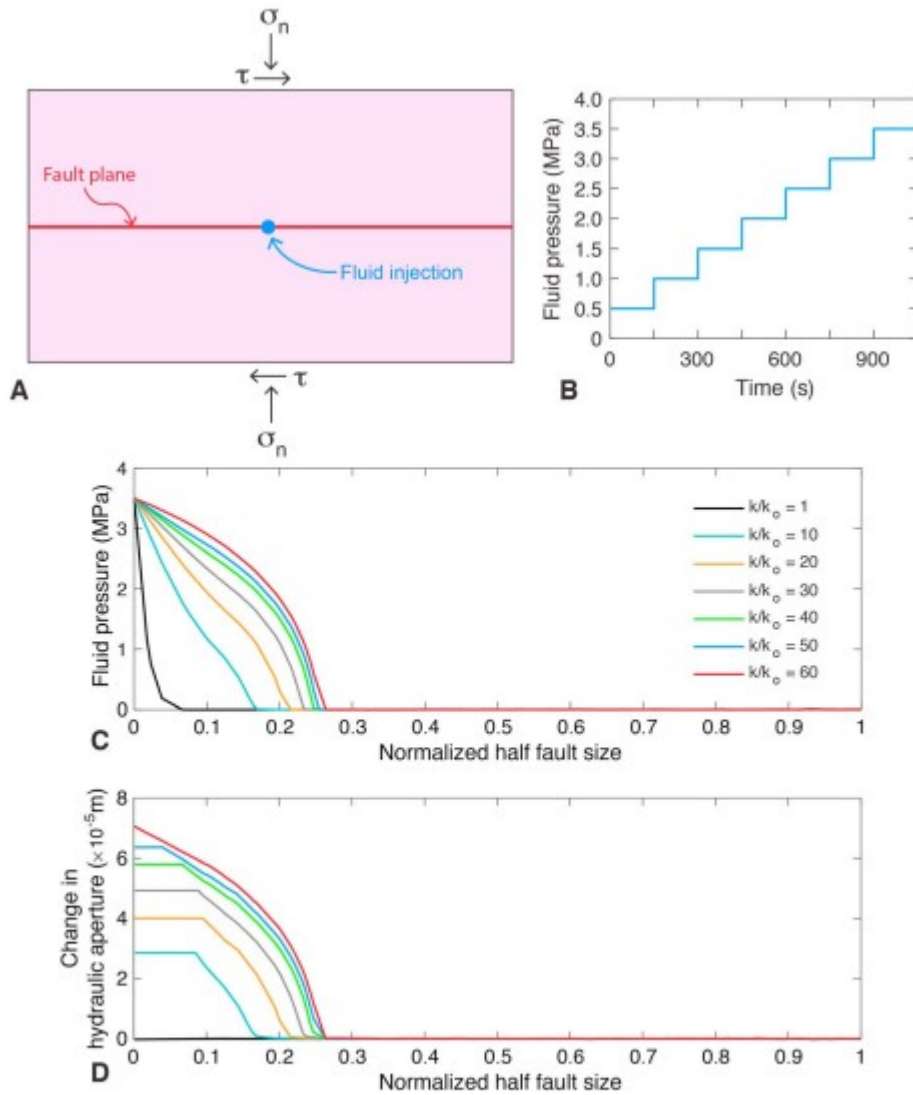 σn
τ
Fault plane
Fluid injection
A
τ
σn
Fluid pressure (MPa)
4.0
3.5
3.0
2.5
2.0
1.5
1.0
0.5
0
0 300 600 900
B
Time (s)
Fluid pressure (MPa)
4
3
2
1
0
k/ko = 1
k/ko = 10
k/ko = 20
k/ko = 30
k/ko = 40
k/ko = 50
k/ko = 60
0 0.1 0.2 0.3 0.4 0.5 0.6 0.7 0.8 0.9 1
C
Normalized half fault size
Change in
hydraulic aperture (×10-5m)
8
6
4
2
0
0 0.1 0.2 0.3 0.4 0.5 0.6 0.7 0.8 0.9 1
D
Normalized half fault size